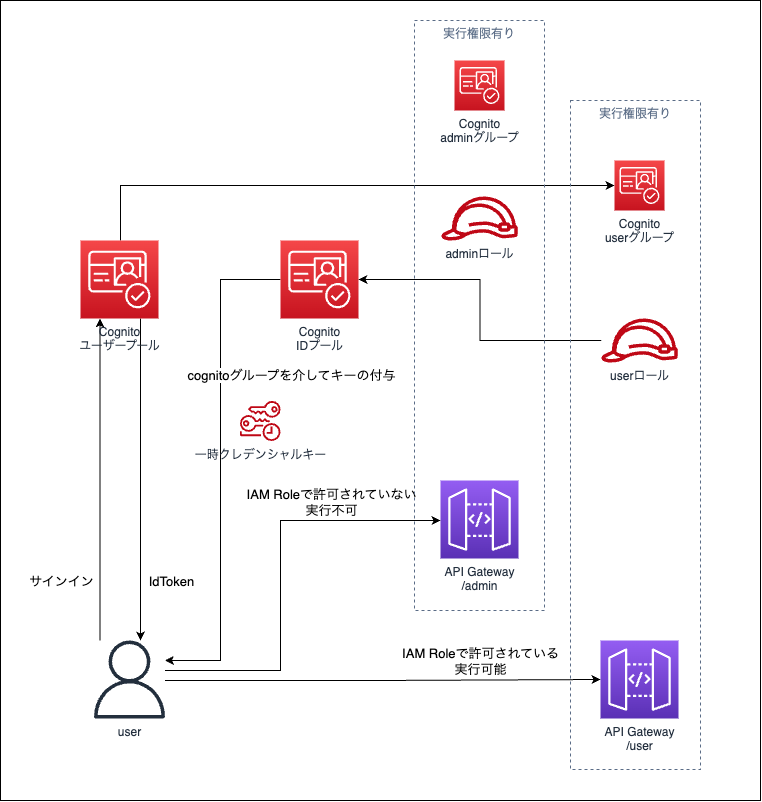 実行権限有り
Cognito
adminグループ
実行権限有り
Cognito
userグループ
adminロール
Cognito
ユーザープール
Cognito
IDプール
userロール
cognitoグループを介してキーの付与
一時クレデンシャルキー
IAM Roleで許可されていない
実行不可
API Gateway
/admin
サインイン
IdToken
IAM Roleで許可されている
実行可能
user
API Gateway
/user